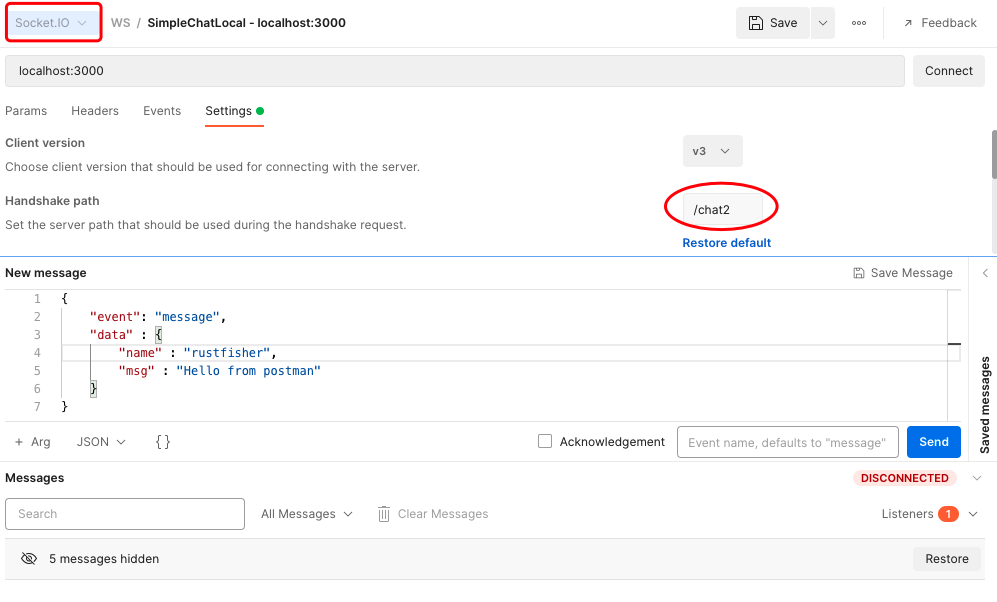 Socket.IO WS / SimpleChatLocal - localhost:3000 Save Feedback
localhost:3000 Connect
Params Headers Events Settings
Client version
Choose client version that should be used for connecting with the server. v3
Handshake path
Set the server path that should be used during the handshake request. /chat2
Restore default
New message Save Message
1 {
2 "event": "message",
3 "data" : {
4 "name" : "rustfisher",
5 "msg" : "Hello from postman"
6 }
7 }
Saved messages
+ Arg JSON {} Acknowledgement Event name, defaults to "message" Send
Messages DISCONNECTED
Search All Messages Clear Messages Listeners 1
5 messages hidden Restore